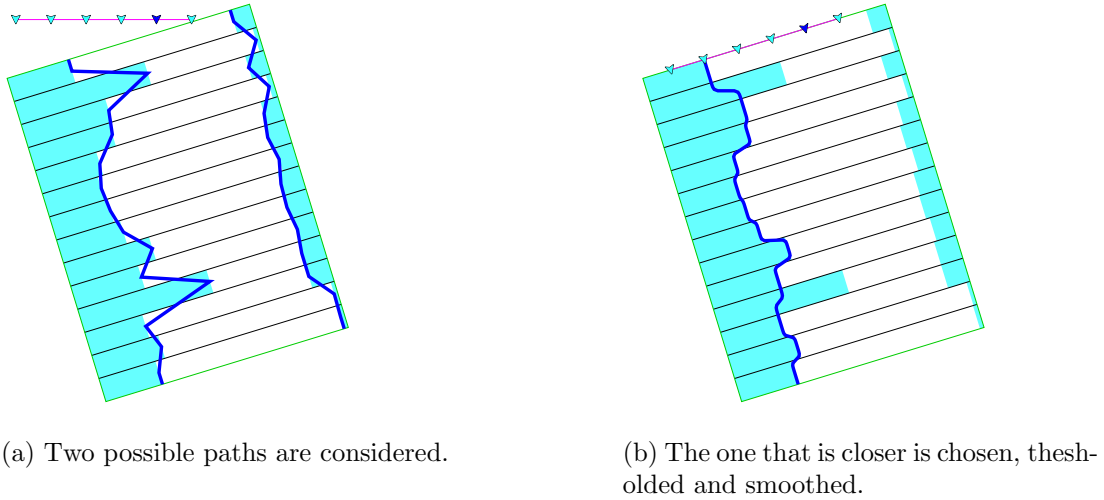 (a) Two possible paths are considered.
(b) The one that is closer is chosen, thesh-
olded and smoothed.